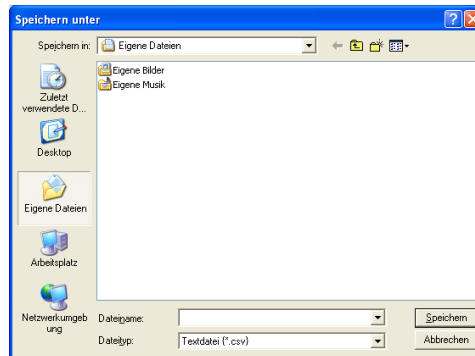 Speichern unter
Speichern in:
Eigene Dateien
Eigene Bilder
Eigene Musik
Zuletzt
verwendete D...
Desktop
Eigene Dateien
Arbeitsplatz
Netzwerkumgeb
ung
Dateiname:
Speichern
Dateityp:
Textdatei (*.csv)
Abbrechen